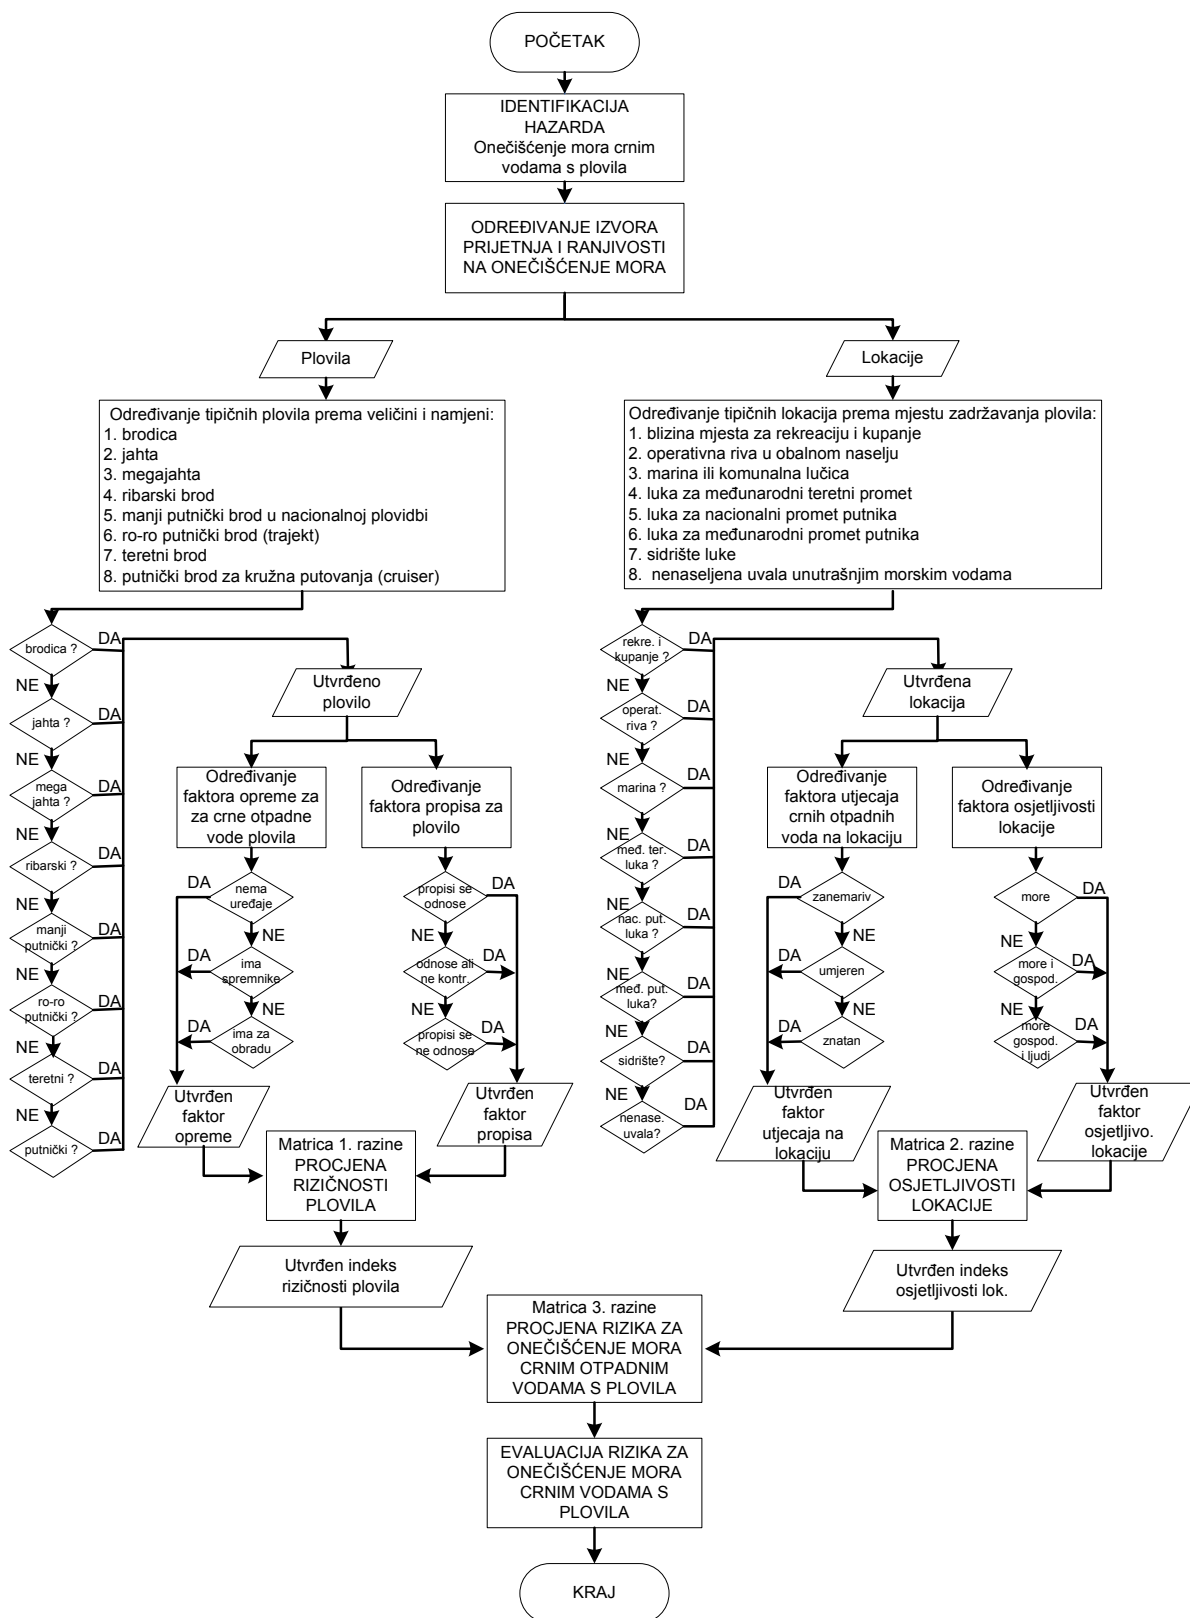 POČETAK
IDENTIFIKACIJA
HAZARDA
Onečišćenje mora crnim
vodama s plovila
ODREĐIVANJE IZVORA
PRIJETNJA I RANJIVOSTI
NA ONEČIŠĆENJE MORA
Plovila
Lokacije
Određivanje tipičnih plovila prema veličini i namjeni:
1. brodica
2. jahta
3. megajahta
4. ribarski brod
5. manji putnički brod u nacionalnoj plovidbi
6. ro-ro putnički brod (trajekt)
7. teretni brod
8. putnički brod za kružna putovanja (cruiser)
Određivanje tipičnih lokacija prema mjestu zadržavanja plovila:
1. blizina mjesta za rekreaciju i kupanje
2. operativna riva u obalnom naselju
3. marina ili komunalna lučica
4. luka za međunarodni teretni promet
5. luka za nacionalni promet putnika
6. luka za međunarodni promet putnika
7. sidrište luke
8. nenaseljena uvala unutrašnjim morskim vodama
brodica ?
DA
NE
jahta ?
DA
NE
mega
jahta ?
DA
NE
ribarski ?
DA
NE
manji
putnički ?
DA
NE
ro-ro
putnički ?
DA
NE
teretni ?
DA
NE
putnički ?
DA
Utvrđeno
plovilo
Određivanje
faktora opreme za
za crne otpadne
vode plovila
Određivanje
faktora propisa za
plovilo
DA
nema
uređaje
NE
DA
ima
spremnike
NE
DA
ima za
obradu
propisi se
odnose
DA
NE
odnose ali
ne kontr.
DA
NE
propisi se
ne odnose
DA
Utvrđen
faktor
opreme
Utvrđen
faktor
propisa
Matrica 1. razine
PROCJENA
RIZIČNOSTI
PLOVILA
Utvrđen indeks
rizičnosti plovila
rekre. i
kupanje ?
DA
NE
operat.
riva ?
DA
NE
marina ?
DA
NE
međ. ter.
luka ?
DA
NE
nac. put.
luka ?
DA
NE
međ. put.
luka?
DA
NE
sidrište?
DA
NE
nenase.
uvala?
DA
Utvrđena
lokacija
Određivanje
faktora utjecaja
crnih otpadnih
voda na lokaciju
Određivanje
faktora osjetljivosti
lokacije
DA
zanemariv
NE
DA
umjeren
NE
DA
znatan
more
DA
NE
more i
gospod.
DA
NE
more
gospod.
i ljudi
DA
Utvrđen
faktor
utjecaja na
lokaciju
Utvrđen
faktor
osjetljivo.
lokacije
Matrica 2. razine
PROCJENA
OSJETLJIVOSTI
LOKACIJE
Utvrđen indeks
osjetljivosti lok.
Matrica 3. razine
PROCJENA RIZIKA ZA
ONEČIŠĆENJE MORA
CRNIM OTPADNIM
VODAMA S PLOVILA
EVALUACIJA RIZIKA ZA
ONEČIŠĆENJE MORA
CRNIM VODAMA S
PLOVILA
KRAJ